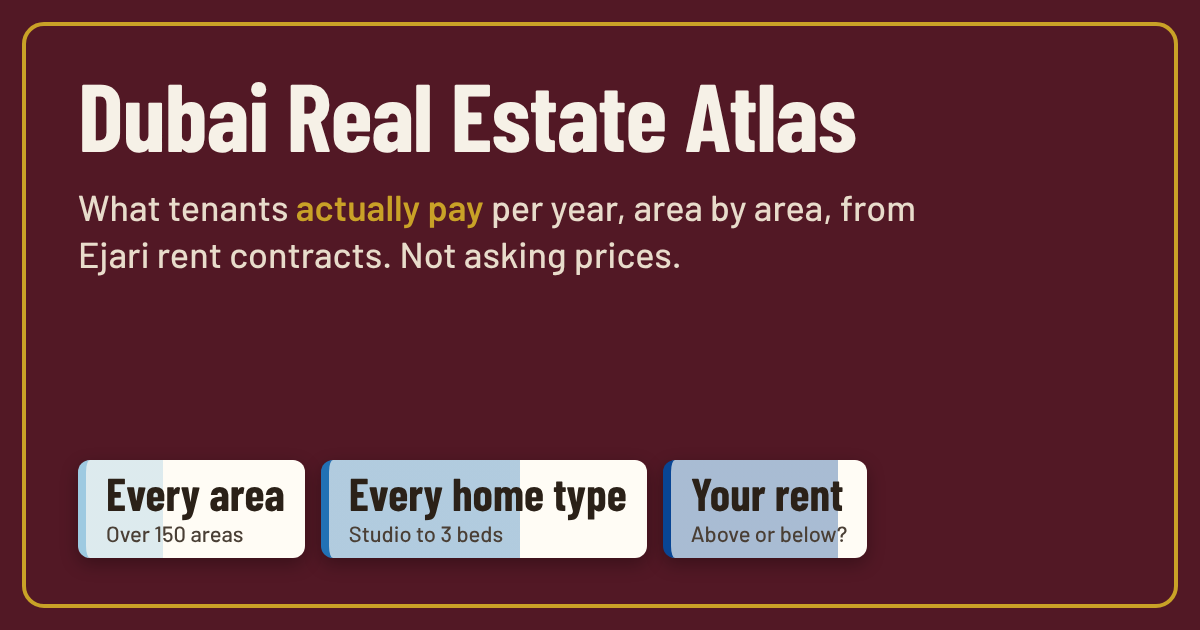 Dubai Real Estate Atlas
What tenants actually pay per year, area by area, from
Ejari rent contracts. Not asking prices.
Every area
Over 150 areas
Every home type
Studio to 3 beds
Your rent
Above or below?